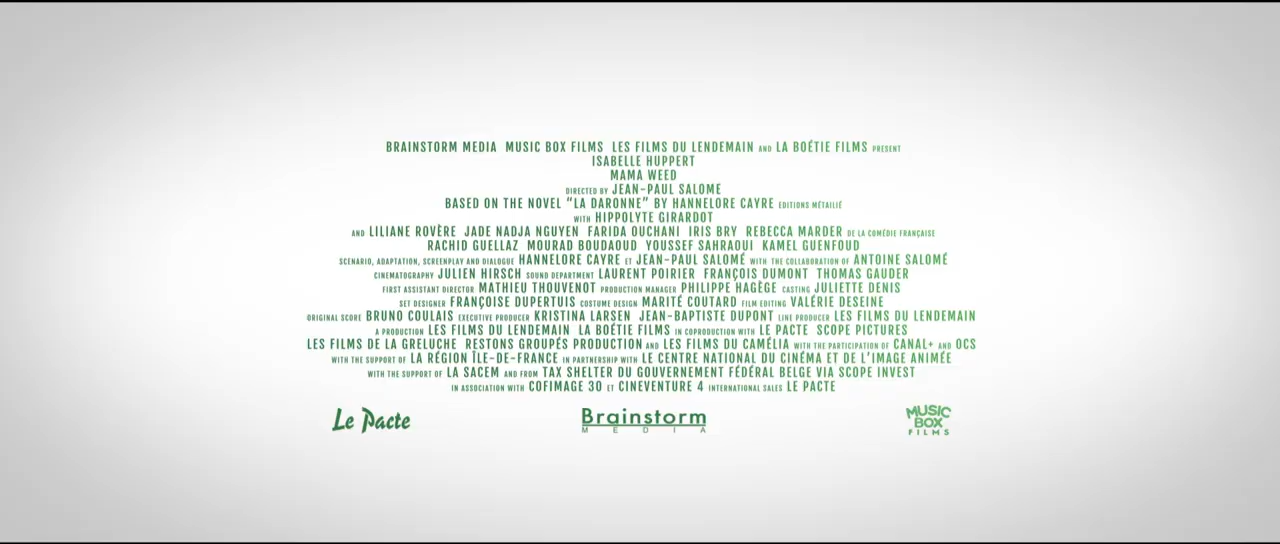 BRAINSTORM MEDIA MUSIC BOX FILMS LES FILMS DU LENDEMAIN AND LA BOÉTIE FILMS PRESENT
ISABELLE HUPPERT
MAMA WEED
DIRECTED BY JEAN-PAUL SALOME
BASED ON THE NOVEL “LA DARONNE” BY HANNELORE CAYRE EDITIONS MÉTAILIÉ
WITH HIPPOLYTE GIRARDOT
AND LILIANE ROVÈRE JADE NADJA NGUYEN FARIDA OUCHANI IRIS BRY REBECCA MARDER DE LA COMÉDIE FRANÇAISE
RACHID GUELLAZ MOURAD BOUDAOUD YOUSSEF SAHRAOUI KAMEL GUENFOUD
SCENARIO, ADAPTATION, SCREENPLAY AND DIALOGUE HANNELORE CAYRE ET JEAN-PAUL SALOMÉ WITH THE COLLABORATION OF ANTOINE SALOMÉ
CINEMATOGRAPHY JULIEN HIRSCH SOUND DEPARTMENT LAURENT POIRIER FRANÇOIS DUMONT THOMAS GAUDER
FIRST ASSISTANT DIRECTOR MATHIEU THOUVENOT PRODUCTION MANAGER PHILIPPE HAGÈGE CASTING JULIETTE DENIS
SET DESIGNER FRANÇOISE DUPERTUIS COSTUME DESIGN MARITÉ COUTARD FILM EDITING VALÉRIE DESEINE
ORIGINAL SCORE BRUNO COULAIS EXECUTIVE PRODUCER KRISTINA LARSEN JEAN-BAPTISTE DUPONT LINE PRODUCER LES FILMS DU LENDEMAIN
A PRODUCTION LES FILMS DU LENDEMAIN LA BOÉTIE FILMS IN COPRODUCTION WITH LE PACTE SCOPE PICTURES
LES FILMS DE LA GRELUCHE RESTONS GROUPÉS PRODUCTION AND LES FILMS DU CAMÉLIA WITH THE PARTICIPATION OF CANAL+ AND OCS
WITH THE SUPPORT OF LA RÉGION ÎLE-DE-FRANCE IN PARTNERSHIP WITH LE CENTRE NATIONAL DU CINÉMA ET DE L’IMAGE ANIMÉE
WITH THE SUPPORT OF LA SACEM AND FROM TAX SHELTER DU GOUVERNEMENT FÉDÉRAL BELGE VIA SCOPE INVEST
IN ASSOCIATION WITH COFIMAGE 30 ET CINEVENTURE 4 INTERNATIONAL SALES LE PACTE
Le Pacte
Brainstorm
MEDIA
MUSIC
BOX
FILMS